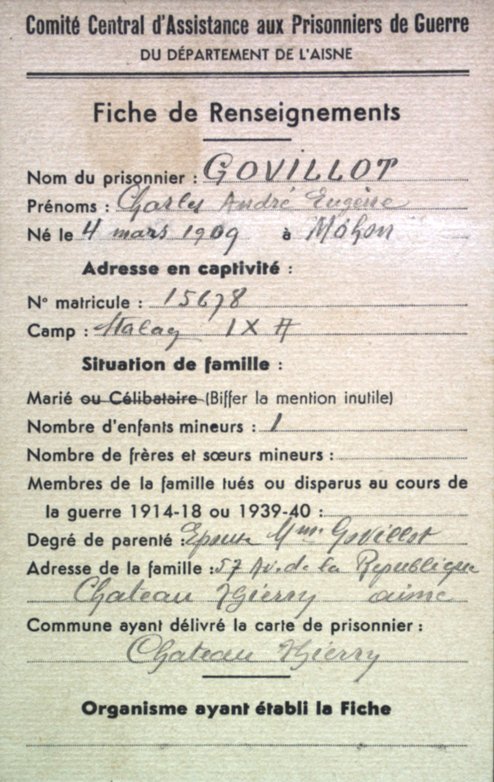 Comité Central d'Assistance aux Prisonniers de Guerre
DU DÉPARTEMENT DE L'AISNE
Fiche de Renseignements
Nom du prisonnier : GOVILLOT
Prénoms : Charles André Eugène
Né le 4 mars 1909 à Mohon
Adresse en captivité :
N° matricule : 15678
Camp : Stalag IX A
Situation de famille :
Marié ou Célibataire (Biffer la mention inutile)
Nombre d'enfants mineurs : 1
Nombre de frères et sœurs mineurs :
Membres de la famille tués ou disparus au cours de
la guerre 1914-18 ou 1939-40 :
Degré de parenté : Epouse Mme Govillot
Adresse de la famille : 57 Av. de la Republique
Chateau Thierry aisne
Commune ayant délivré la carte de prisonnier :
Chateau Thierry
Organisme ayant établi la Fiche